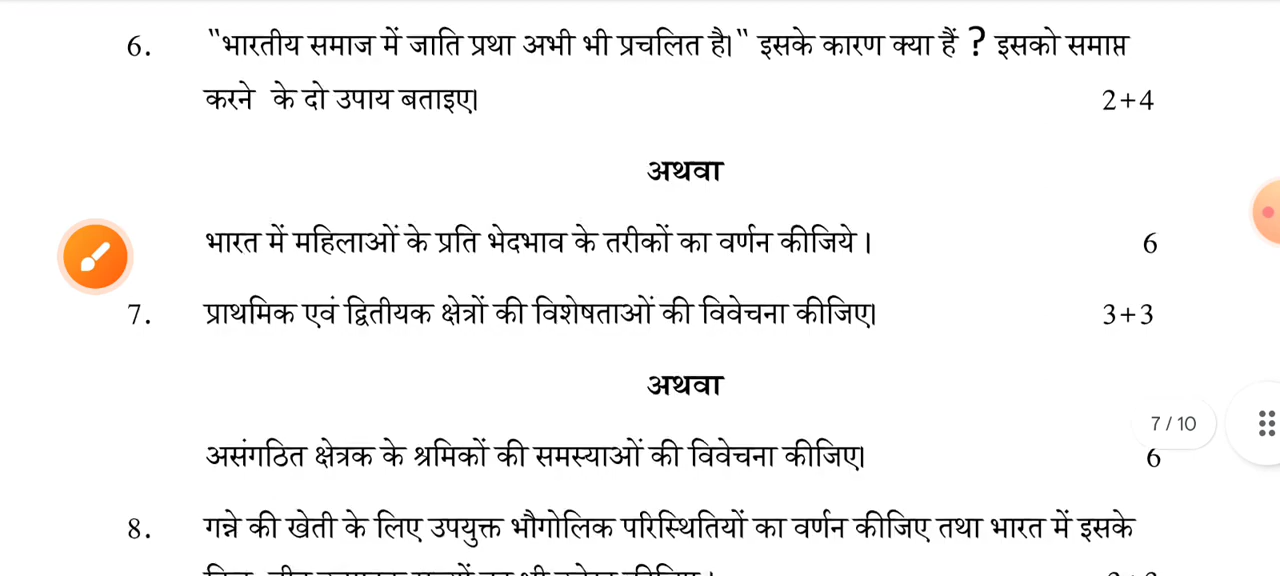 6. "भारतीय समाज में जाति प्रथा अभी भी प्रचलित है।" इसके कारण क्या हैं ? इसको समाप्त
करने के दो उपाय बताइए। 2+4
अथवा
भारत में महिलाओं के प्रति भेदभाव के तरीकों का वर्णन कीजिये । 6
7. प्राथमिक एवं द्वितीयक क्षेत्रों की विशेषताओं की विवेचना कीजिए। 3+3
अथवा
7 / 10
असंगठित क्षेत्रक के श्रमिकों की समस्याओं की विवेचना कीजिए। 6
8. गन्ने की खेती के लिए उपयुक्त भौगोलिक परिस्थितियों का वर्णन कीजिए तथा भारत में इसके